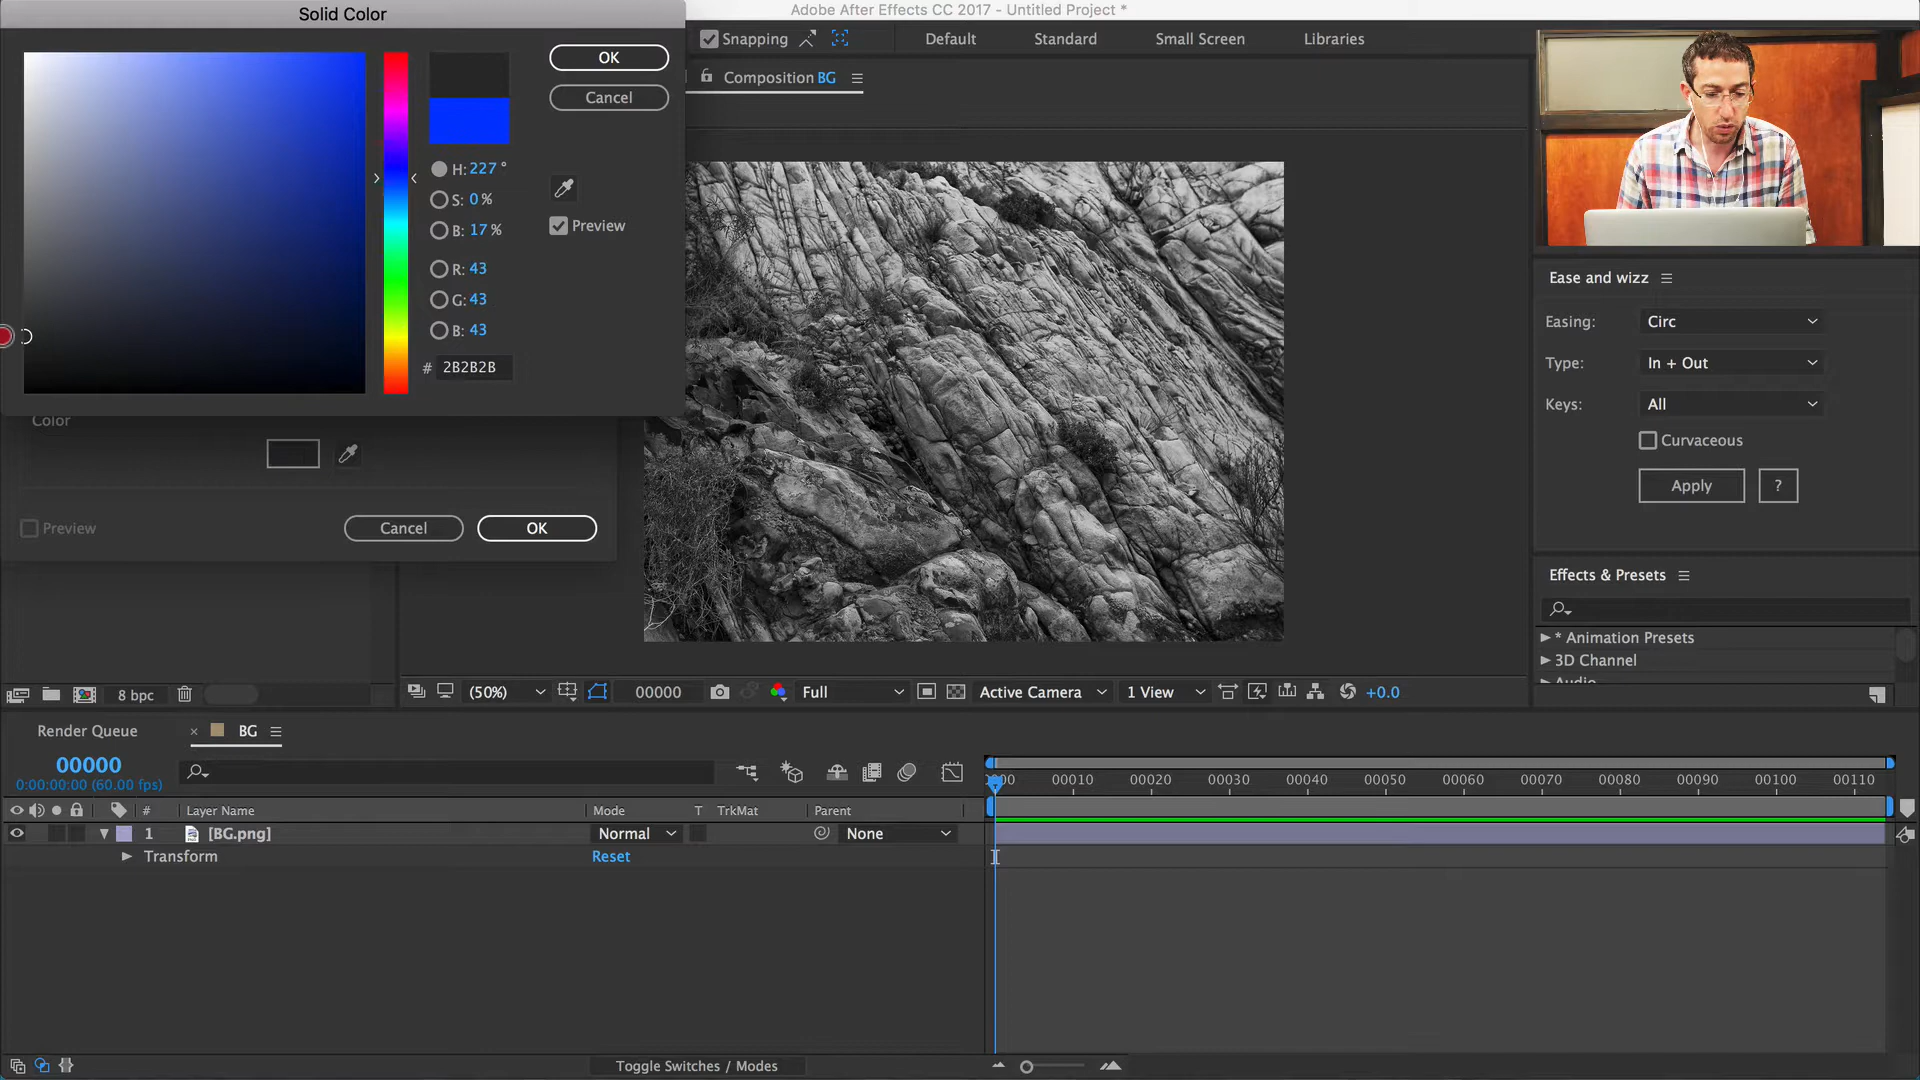 Solid Color
Adobe After Effects CC 2017 - Untitled Project *
OK
Cancel
H: 227 °
S: 0 %
B: 17 %
Preview
R: 43
G: 43
B: 43
# 2B2B2B
Color
Preview
Cancel
OK
Snapping
Default
Standard
Small Screen
Libraries
Composition BG
Ease and wizz
Easing: Circ
Type: In + Out
Keys: All
Curvaceous
Apply
?
Effects & Presets
* Animation Presets
3D Channel
Audio
8 bpc
(50%)
00000
Full
Active Camera
1 View
+0.0
Render Queue
BG
00000
0:00:00:00 (60.00 fps)
00010 00020 00030 00040 00050 00060 00070 00080 00090 00100 00110
# Layer Name Mode T TrkMat Parent
1 [BG.png] Normal None
Transform Reset
Toggle Switches / Modes